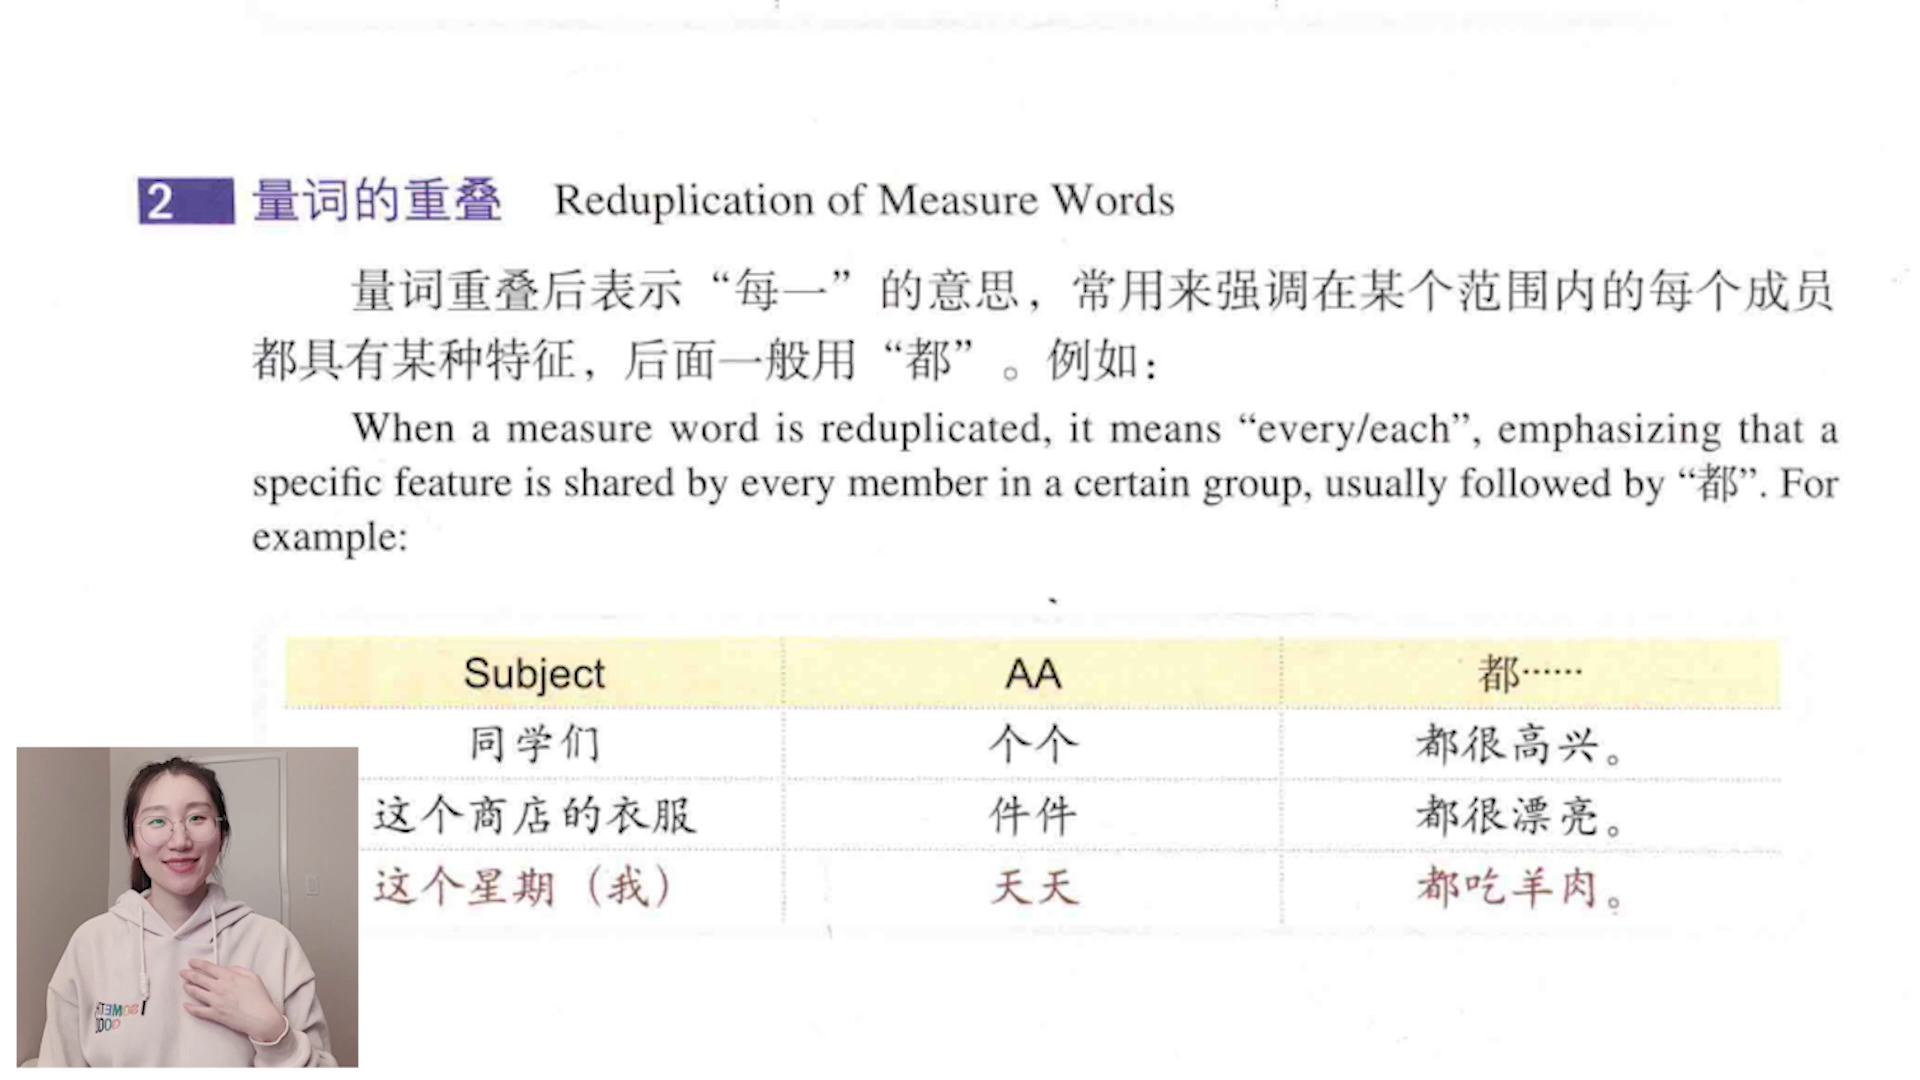 2 量词的重叠 Reduplication of Measure Words
量词重叠后表示“每一”的意思，常用来强调在某个范围内的每个成员
都具有某种特征，后面一般用“都”。例如：
When a measure word is reduplicated, it means “every/each”, emphasizing that a
specific feature is shared by every member in a certain group, usually followed by “都”. For
example:
Subject AA 都……
同学们 个个 都很高兴。
这个商店的衣服 件件 都很漂亮。
这个星期（我） 天天 都吃羊肉。
I SOMETH
GOOD